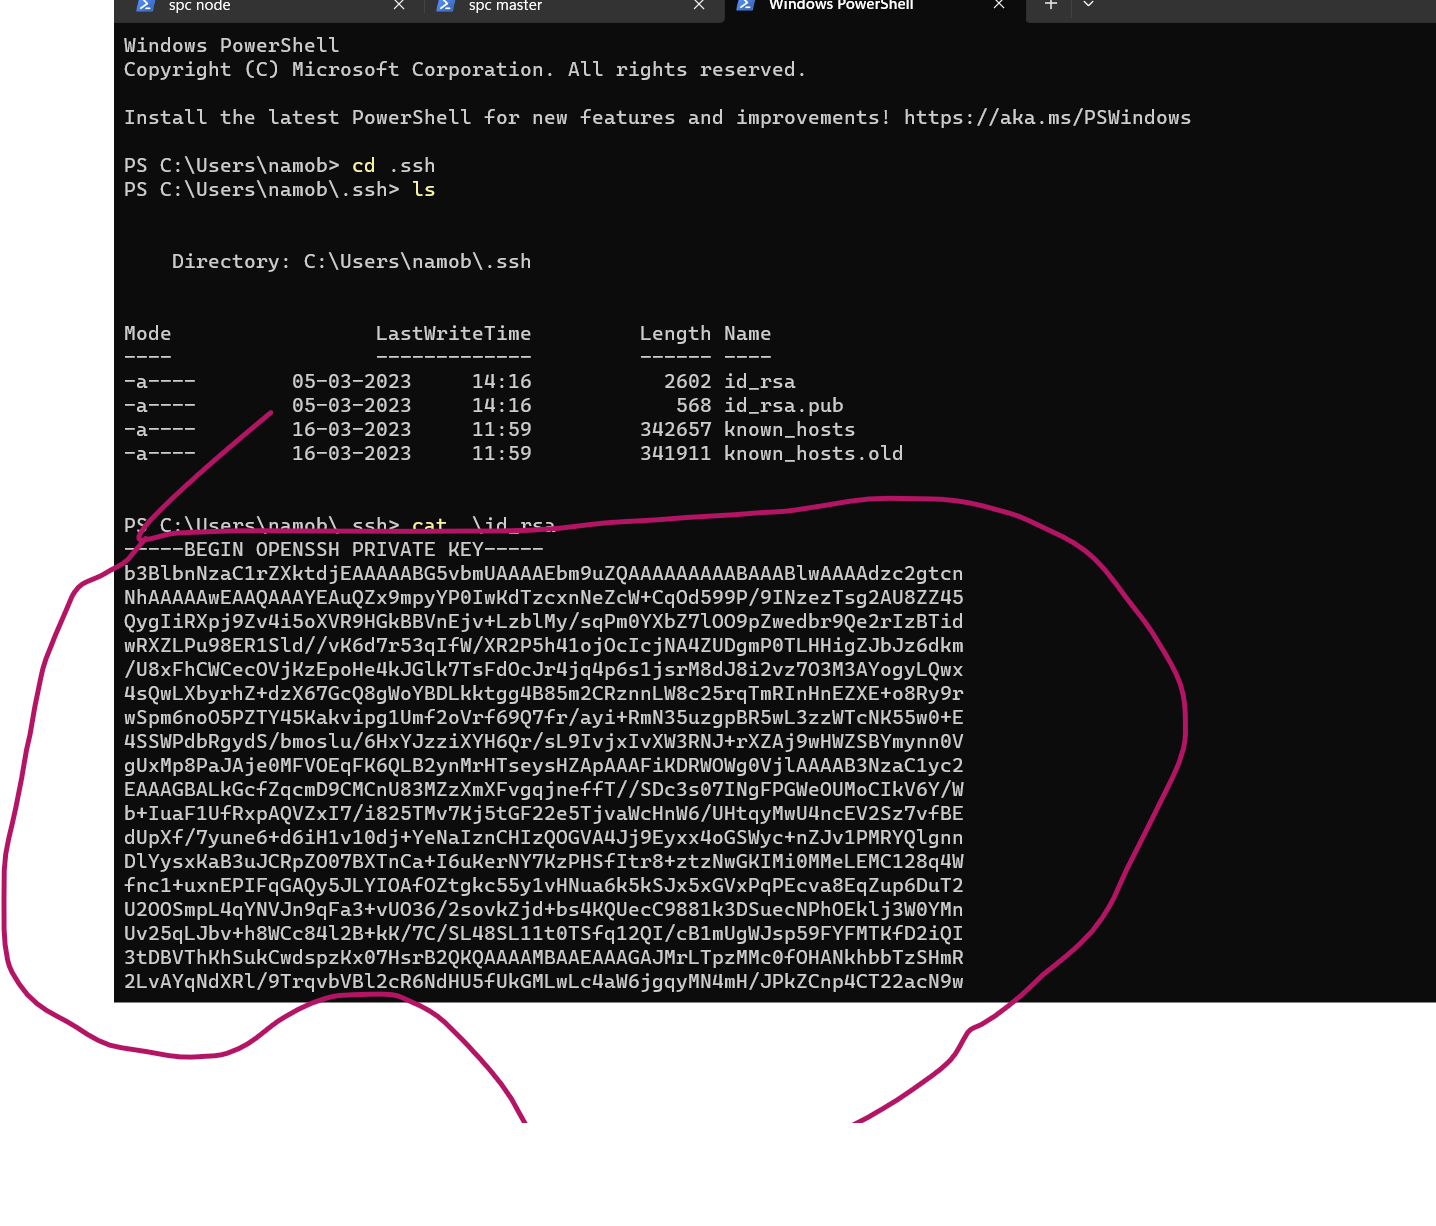 spc node
spc master
Windows PowerShell
Windows PowerShell
Copyright (C) Microsoft Corporation. All rights reserved.
Install the latest PowerShell for new features and improvements! https://aka.ms/PSWindows
PS C:\Users\namob> cd .ssh
PS C:\Users\namob\.ssh> ls
Directory: C:\Users\namob\.ssh
Mode LastWriteTime Length Name
---- ------------- ------ ----
-a---- 05-03-2023 14:16 2602 id_rsa
-a---- 05-03-2023 14:16 568 id_rsa.pub
-a---- 16-03-2023 11:59 342657 known_hosts
-a---- 16-03-2023 11:59 341911 known_hosts.old
PS C:\Users\namob\.ssh> cat .\id_rsa
-----BEGIN OPENSSH PRIVATE KEY-----
b3BlbnNzaC1rZXktdjEAAAAABG5vbmUAAAAEbm9uZQAAAAAAAAABAAABlwAAAAdzc2gtcn
NhAAAAAwEAAQAAAYEAuQZx9mpyYP0IwKdTzcxnNeZcW+CqOd599P/9INzezTsg2AU8ZZ45
QygIiRXpj9Zv4i5oXVR9HGkBBVnEjv+LzblMy/sqPm0YXbZ7lOO9pZwedbr9Qe2rIzBTid
wRXZLPu98ER1Sld//vK6d7r53qIfW/XR2P5h41ojOcIcjNA4ZUDgmP0TLHHigZJbJz6dkm
/U8xFhCWCecOVjKzEpoHe4kJGlk7TsFdOcJr4jq4p6s1jsrM8dJ8i2vz7O3M3AYogyLQwx
4sQwLXbyrhZ+dzX67GcQ8gWoYBDLkktgg4B85m2CRznnLW8c25rqTmRInHnEZXE+o8Ry9r
wSpm6noO5PZTY45Kakvipg1Umf2oVrf69Q7fr/ayi+RmN35uzgpBR5wL3zzWTcNK55w0+E
4SSWPdbRgydS/bmoslu/6HxYJzziXYH6Qr/sL9IvjxIvXW3RNJ+rXZAj9wHWZSBYmynn0V
gUxMp8PaJAje0MFVOEqFK6QLB2ynMrHTseysHZApAAAFiKDRWOWg0VjlAAAAB3NzaC1yc2
EAAAGBALkGcfZqcmD9CMCnU83MZzXmXFvgqjneffT//SDc3s07INgFPGWeOUMoCIkV6Y/W
b+IuaF1UfRxpAQVZxI7/i825TMv7Kj5tGF22e5TjvaWcHnW6/UHtqyMwU4ncEV2Sz7vfBE
dUpXf/7yune6+d6iH1v10dj+YeNaIznCHIzQOGVA4Jj9Eyxx4oGSWyc+nZJv1PMRYQlgnn
DlYysxKaB3uJCRpZO07BXTnCa+I6uKerNY7KzPHSfItr8+ztzNwGKIMi0MMeLEMC128q4W
fnc1+uxnEPIFqGAQy5JLYIOAfOZtgkc55y1vHNua6k5kSJx5xGVxPqPEcva8EqZup6DuT2
U2OOSmpL4qYNVJn9qFa3+vUO36/2sovkZjd+bs4KQUecC9881k3DSuecNPhOEklj3W0YMn
Uv25qLJbv+h8WCc84l2B+kK/7C/SL48SL11t0TSfq12QI/cB1mUgWJsp59FYFMTKfD2iQI
3tDBVThKhSukCwdspzKx07HsrB2QKQAAAAMBAAEAAAGAJMrLTpzMMc0fOHANkhbbTzSHmR
2LvAYqNdXRl/9TrqvbVBl2cR6NdHU5fUkGMLwLc4aW6jgqyMN4mH/JPkZCnp4CT22acN9w